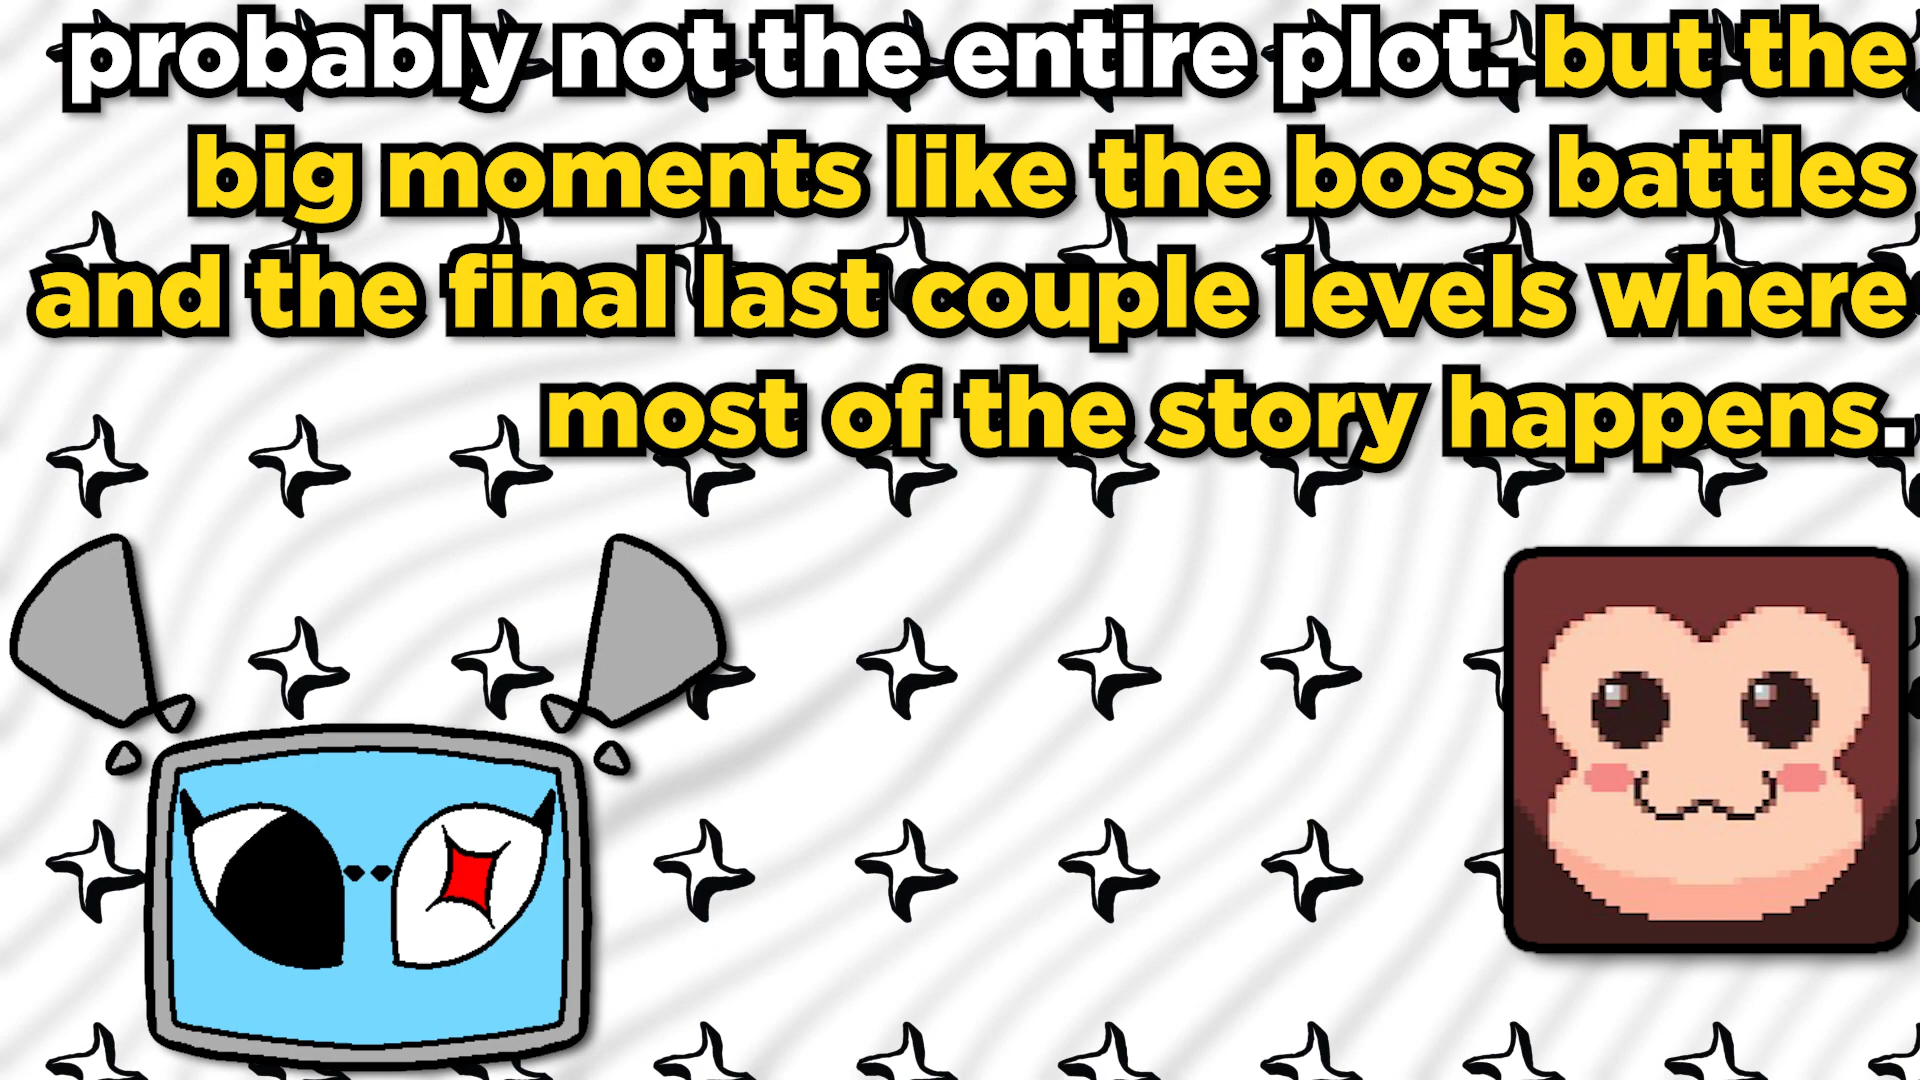 probably not the entire plot. but the
big moments like the boss battles
and the final last couple levels where
most of the story happens.